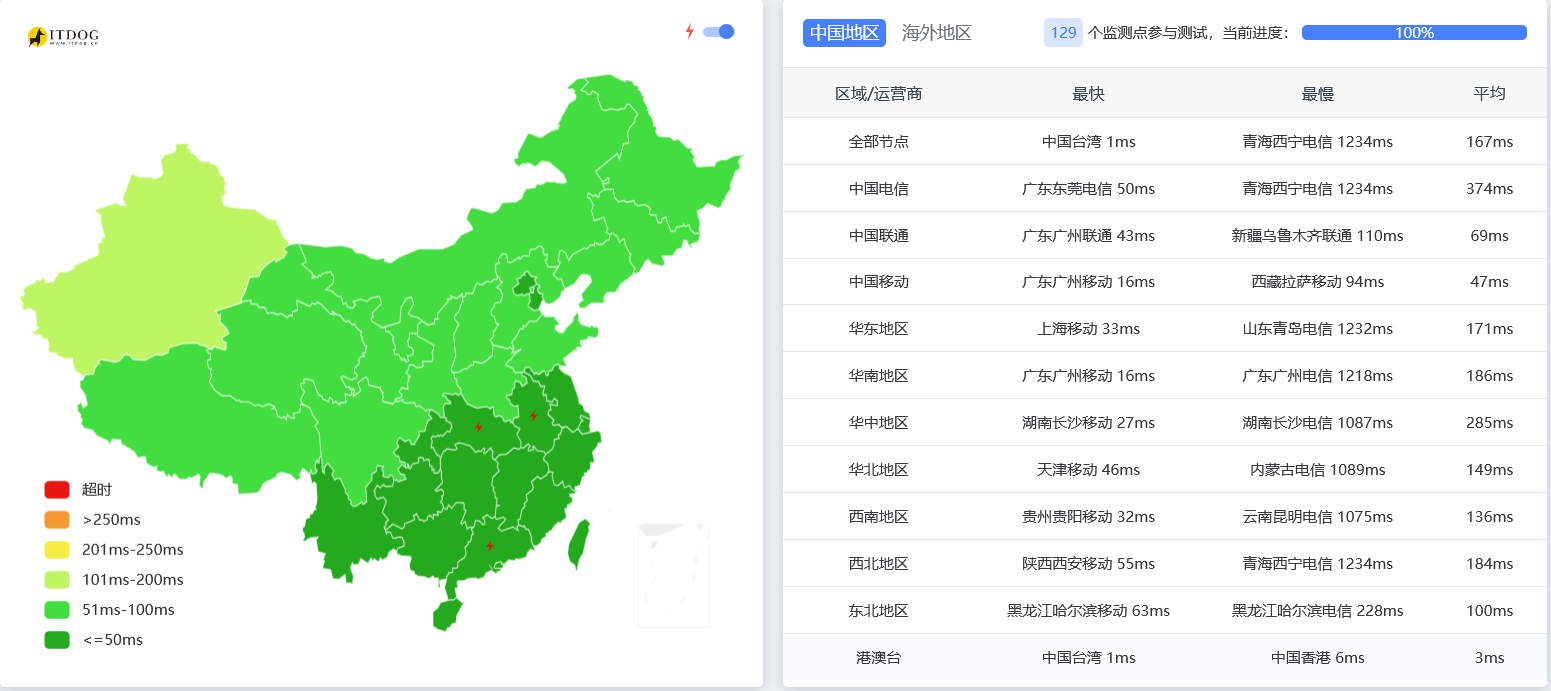 ITDOG
www.itdog.cn
超时
>250ms
201ms-250ms
101ms-200ms
51ms-100ms
<=50ms
中国地区 海外地区 129 个监测点参与测试，当前进度： 100%
区域/运营商 最快 最慢 平均
全部节点 中国台湾 1ms 青海西宁电信 1234ms 167ms
中国电信 广东东莞电信 50ms 青海西宁电信 1234ms 374ms
中国联通 广东广州联通 43ms 新疆乌鲁木齐联通 110ms 69ms
中国移动 广东广州移动 16ms 西藏拉萨移动 94ms 47ms
华东地区 上海移动 33ms 山东青岛电信 1232ms 171ms
华南地区 广东广州移动 16ms 广东广州电信 1218ms 186ms
华中地区 湖南长沙移动 27ms 湖南长沙电信 1087ms 285ms
华北地区 天津移动 46ms 内蒙古电信 1089ms 149ms
西南地区 贵州贵阳移动 32ms 云南昆明电信 1075ms 136ms
西北地区 陕西西安移动 55ms 青海西宁电信 1234ms 184ms
东北地区 黑龙江哈尔滨移动 63ms 黑龙江哈尔滨电信 228ms 100ms
港澳台 中国台湾 1ms 中国香港 6ms 3ms